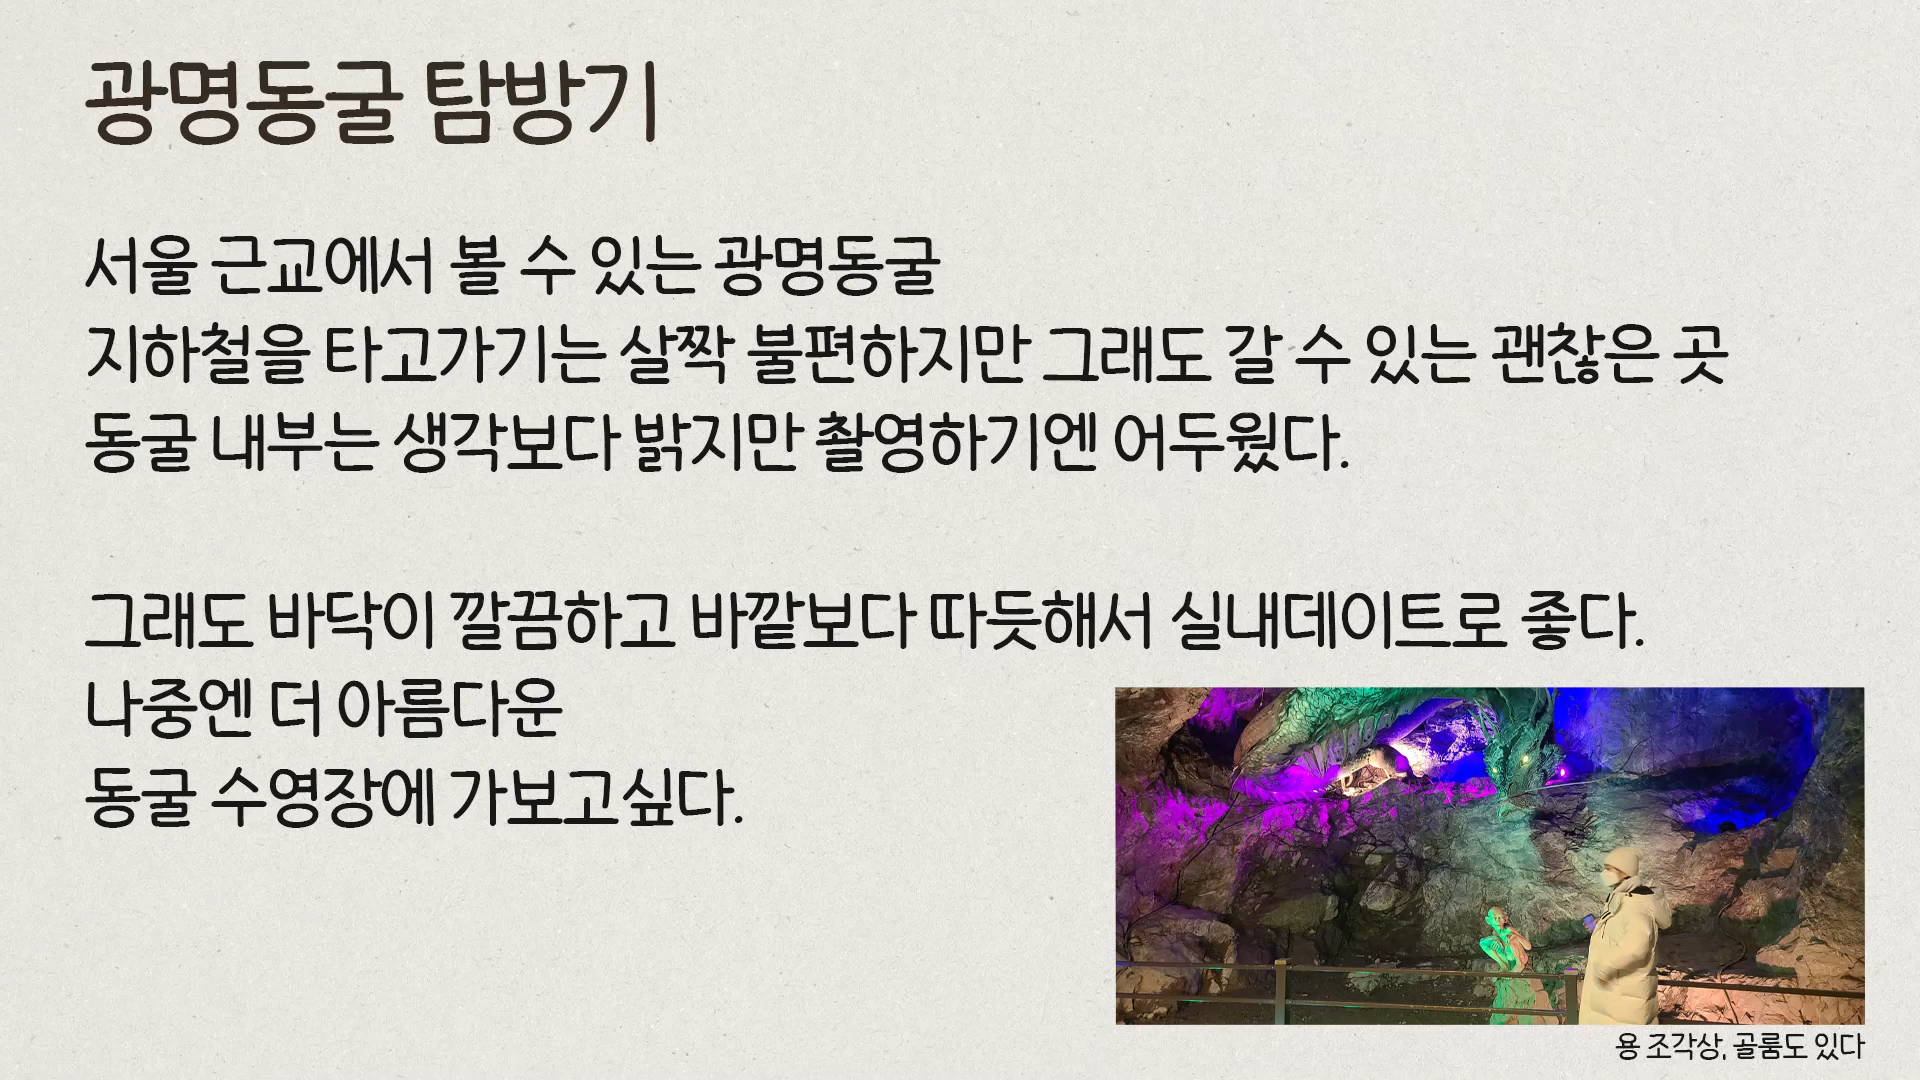 광명동굴 탐방기
서울 근교에서 볼 수 있는 광명동굴
지하철을 타고가기는 살짝 불편하지만 그래도 갈 수 있는 괜찮은 곳
동굴 내부는 생각보다 밝지만 촬영하기엔 어두웠다.
그래도 바닥이 깔끔하고 바깥보다 따듯해서 실내데이트로 좋다.
나중엔 더 아름다운
동굴 수영장에 가보고싶다.
용 조각상, 골룸도 있다